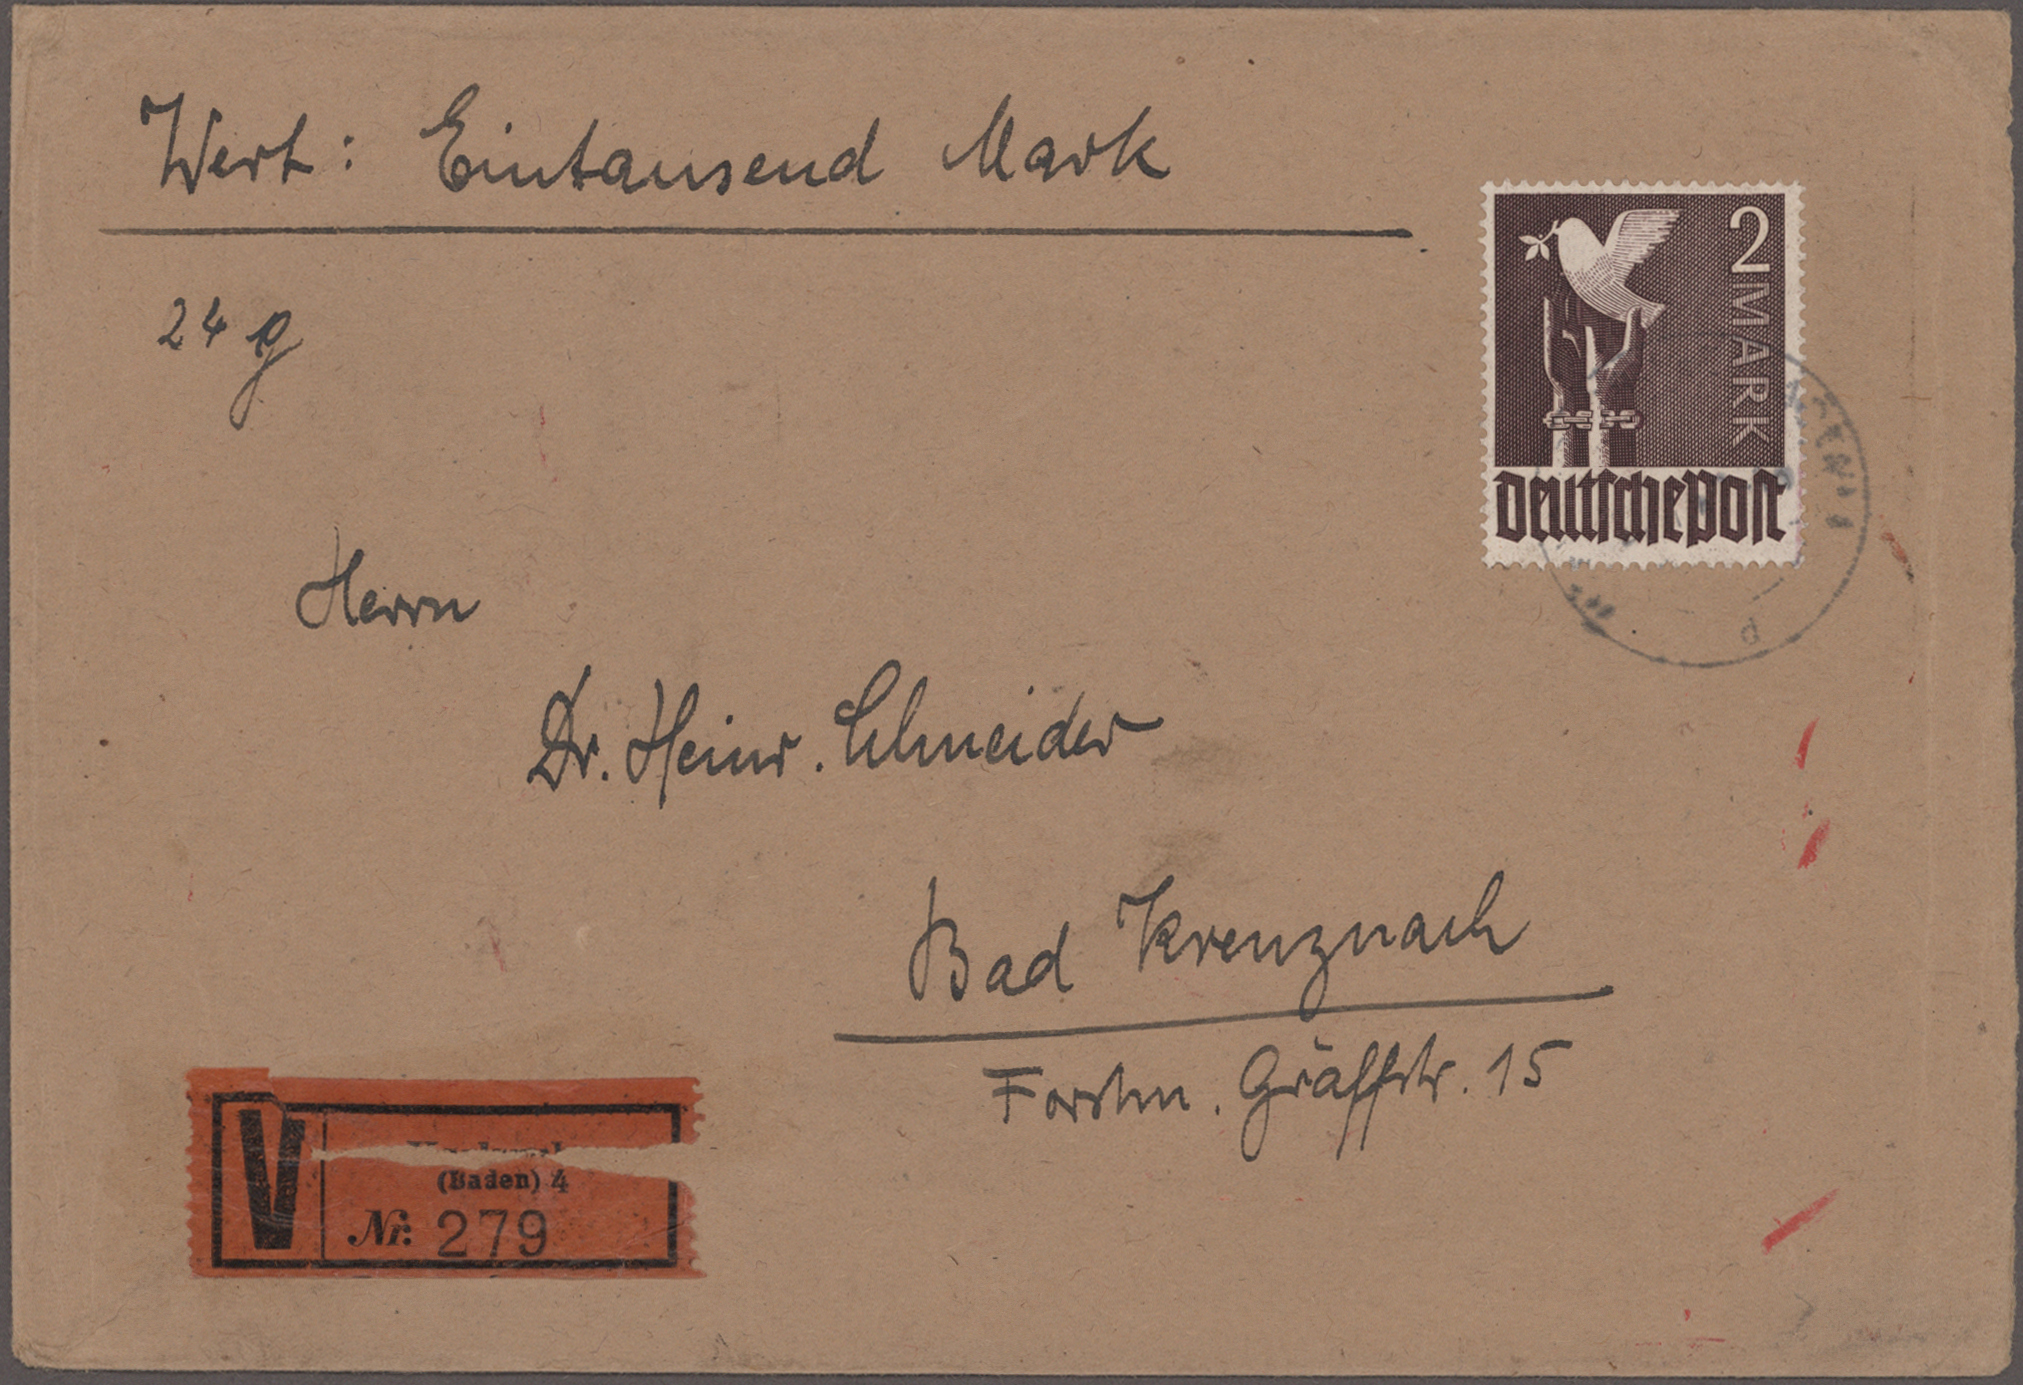 Wert: Eintausend Mark
2 MARK
24 g
Deutsche Post
Herrn
Dr. Heinr. Schneider
Bad Kreuznach
Forstm. Gräffstr. 15
V
(Baden) 4
Nr. 279